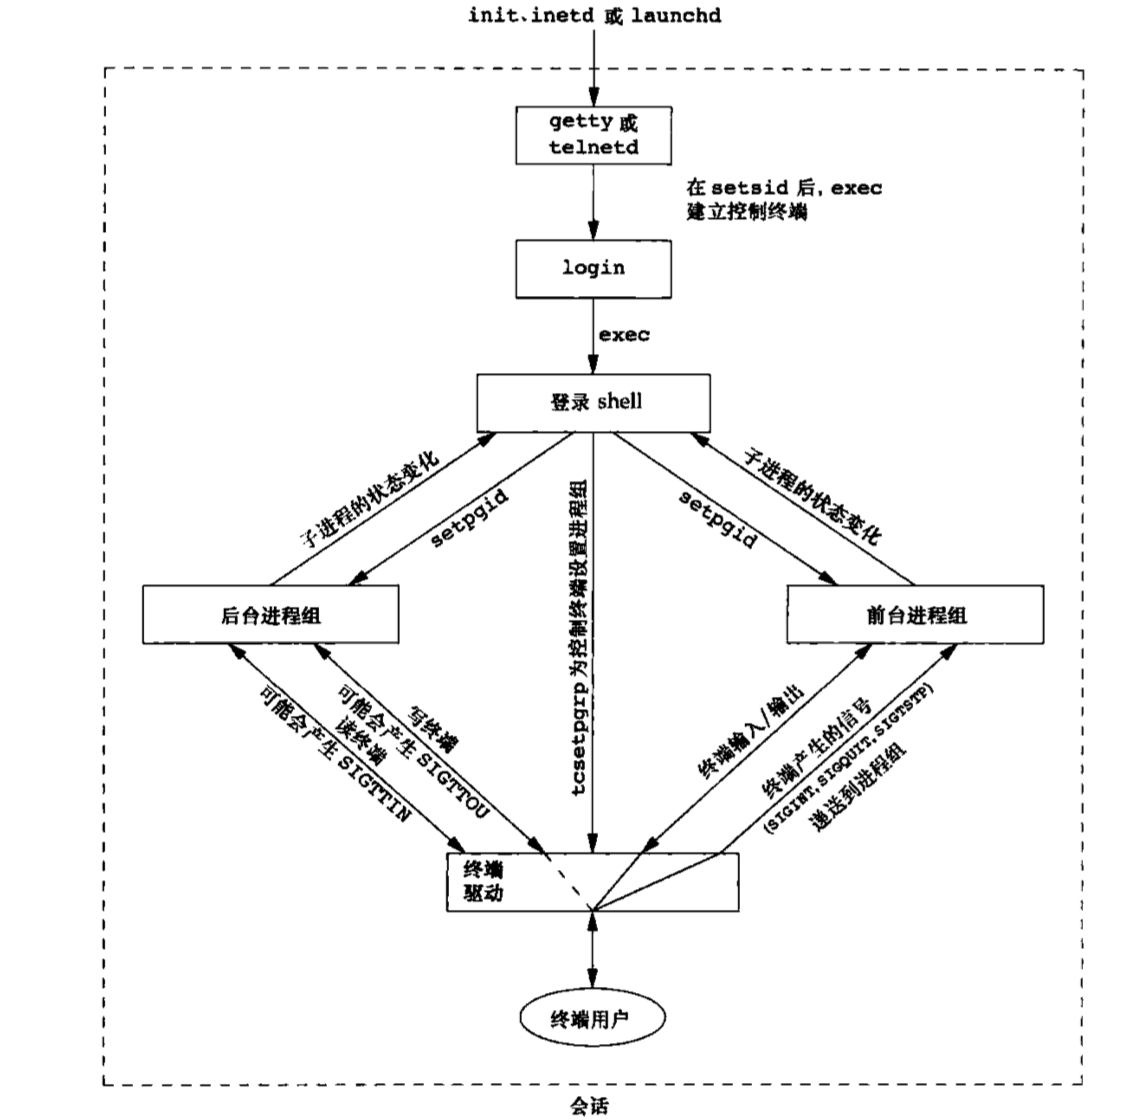 init、inetd 或 launchd
getty 或
telnetd
在 setsid 后, exec
建立控制终端
login
exec
登录 shell
子进程的状态变化
setpgid
tcsetpgrp 为控制终端设置进程组
setpgid
子进程的状态变化
后台进程组
前台进程组
读终端
可能会产生 SIGTTIN
写终端
可能会产生 SIGTTOU
终端输入/输出
终端产生的信号
(SIGINT, SIGQUIT, SIGTSTP)
递送到进程组
终端
驱动
终端用户
会话